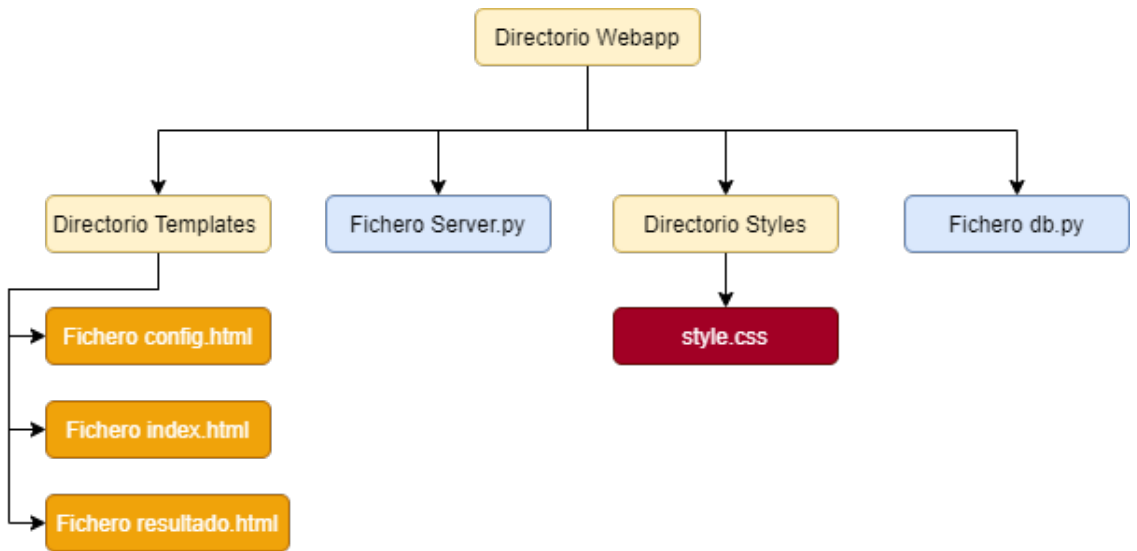 Directorio Webapp
Directorio Templates
Fichero Server.py
Directorio Styles
Fichero db.py
Fichero config.html
style.css
Fichero index.html
Fichero resultado.html